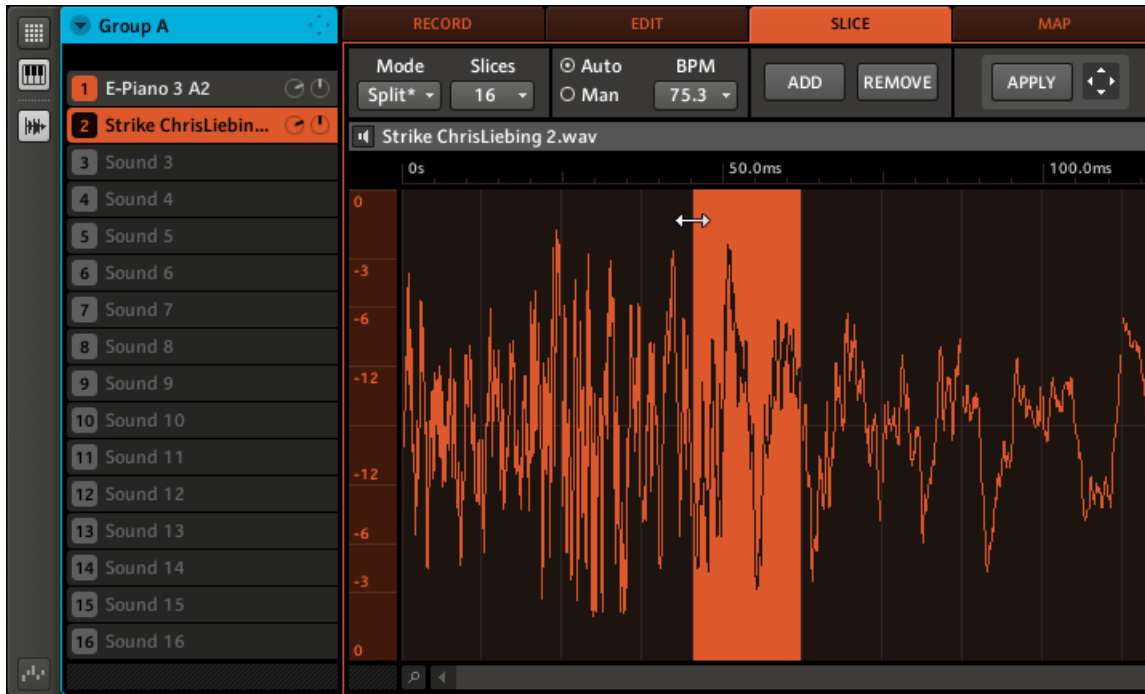 Group A
RECORD EDIT SLICE MAP
Mode Slices Auto BPM
Split* 16 Man 75.3 ADD REMOVE APPLY
1 E-Piano 3 A2
2 Strike ChrisLiebin...
3 Sound 3
4 Sound 4
5 Sound 5
6 Sound 6
7 Sound 7
8 Sound 8
9 Sound 9
10 Sound 10
11 Sound 11
12 Sound 12
13 Sound 13
14 Sound 14
15 Sound 15
16 Sound 16
Strike ChrisLiebing 2.wav
0s 50.0ms 100.0ms
0
-3
-6
-12
-12
-6
-3
0